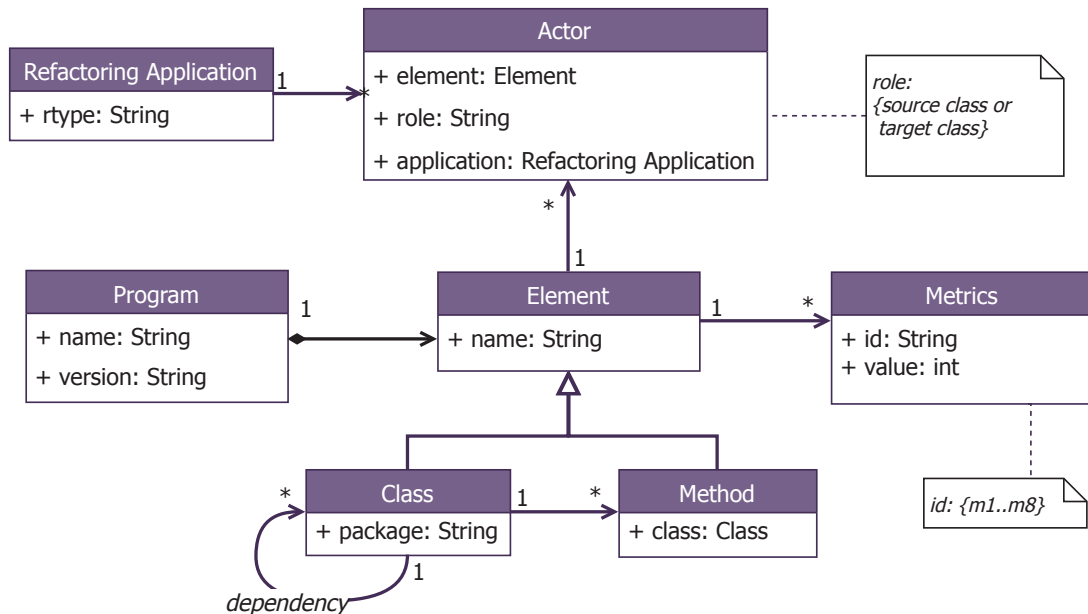 Actor
+ element: Element
+ role: String
+ application: Refactoring Application
Refactoring Application
+ rtype: String
1
*
role:
{source class or
target class}
*
1
Program
+ name: String
+ version: String
1
Element
+ name: String
1
*
Metrics
+ id: String
+ value: int
id: {m1..m8}
*
Class
+ package: String
1
1
dependency
*
Method
+ class: Class